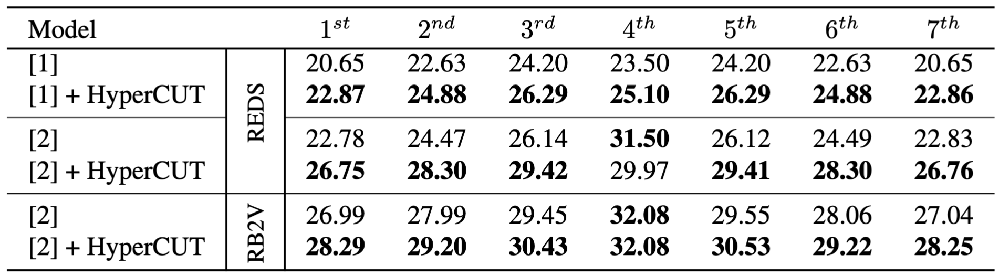 Model 1st 2nd 3rd 4th 5th 6th 7th
[1] 20.65 22.63 24.20 23.50 24.20 22.63 20.65
[1] + HyperCUT 22.87 24.88 26.29 25.10 26.29 24.88 22.86
REDS
[2] 22.78 24.47 26.14 31.50 26.12 24.49 22.83
[2] + HyperCUT 26.75 28.30 29.42 29.97 29.41 28.30 26.76
[2] 26.99 27.99 29.45 32.08 29.55 28.06 27.04
RB2V
[2] + HyperCUT 28.29 29.20 30.43 32.08 30.53 29.22 28.25